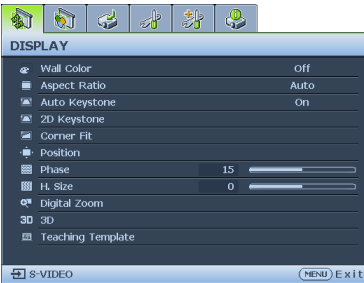 DISPLAY
Wall Color Off
Aspect Ratio Auto
Auto Keystone On
2D Keystone
Corner Fit
Position
Phase 15
H. Size 0
Digital Zoom
3D 3D
Teaching Template
S-VIDEO MENU Exit